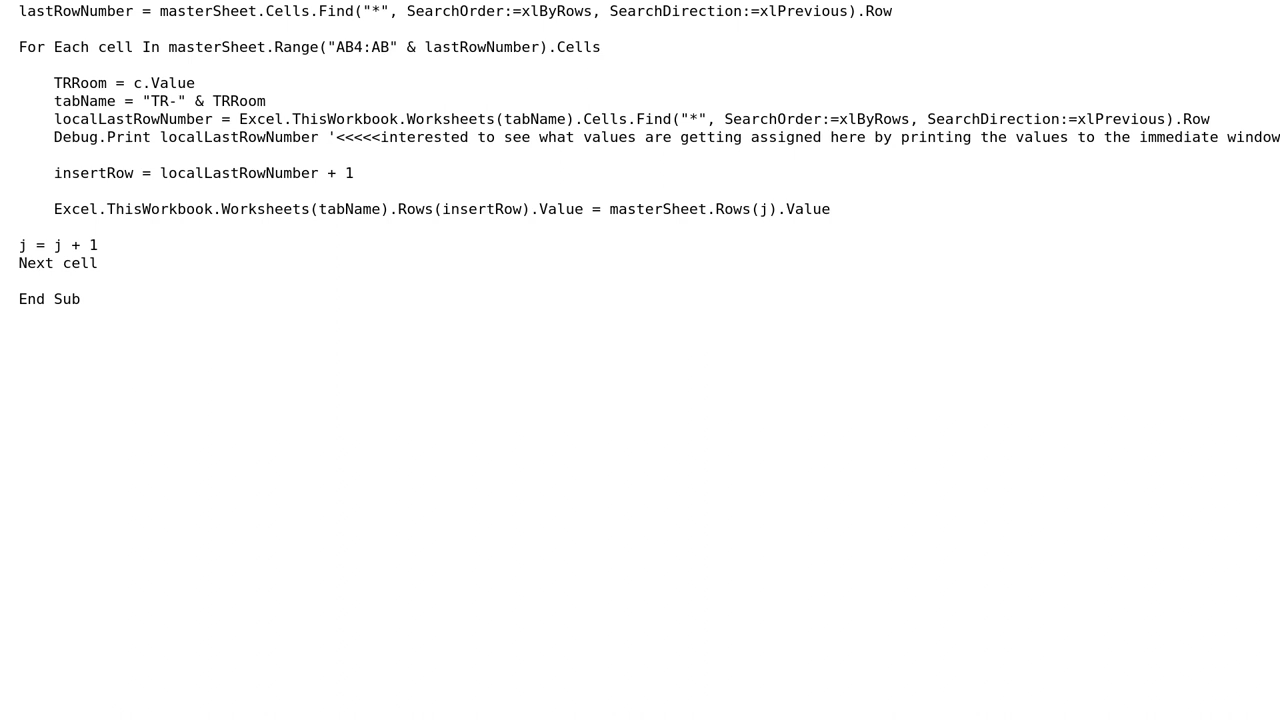 lastRowNumber = masterSheet.Cells.Find("*", SearchOrder:=xlByRows, SearchDirection:=xlPrevious).Row
For Each cell In masterSheet.Range("AB4:AB" & lastRowNumber).Cells
TRRoom = c.Value
tabName = "TR-" & TRRoom
localLastRowNumber = Excel.ThisWorkbook.Worksheets(tabName).Cells.Find("*", SearchOrder:=xlByRows, SearchDirection:=xlPrevious).Row
Debug.Print localLastRowNumber '<<<<<interested to see what values are getting assigned here by printing the values to the immediate window
insertRow = localLastRowNumber + 1
Excel.ThisWorkbook.Worksheets(tabName).Rows(insertRow).Value = masterSheet.Rows(j).Value
j = j + 1
Next cell
End Sub